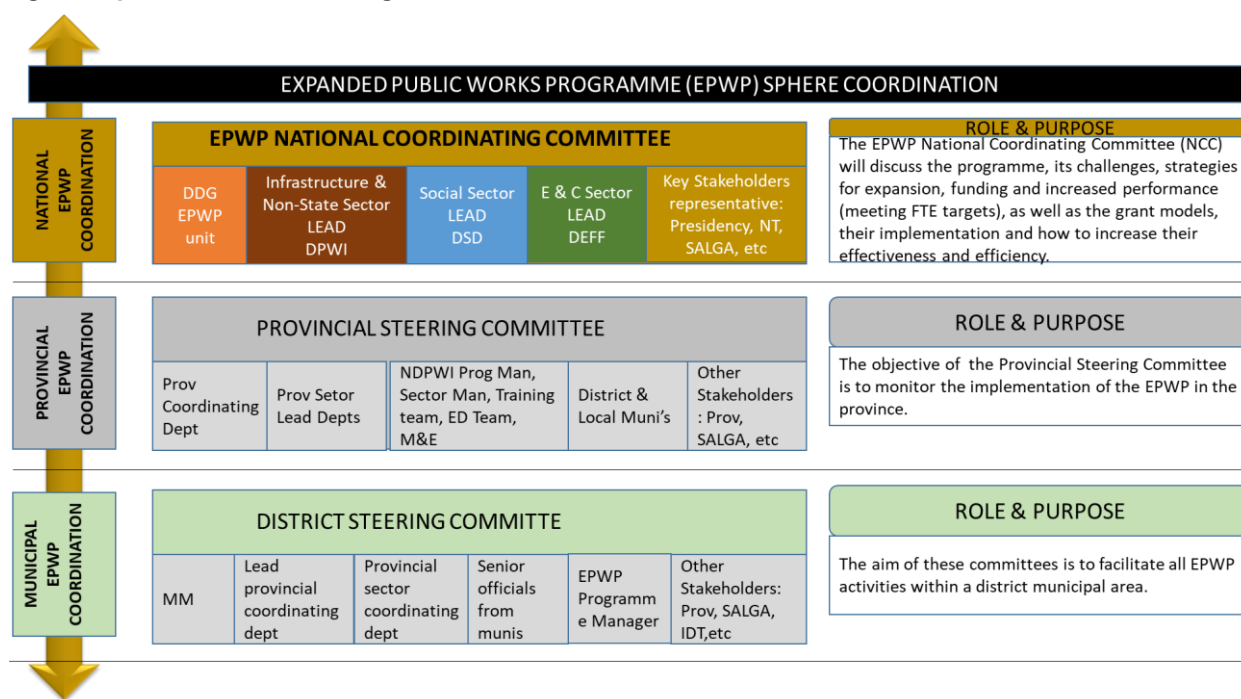 EXPANDED PUBLIC WORKS PROGRAMME (EPWP) SPHERE COORDINATION
NATIONAL
EPWP
COORDINATION
EPWP NATIONAL COORDINATING COMMITTEE
DDG
EPWP
unit
Infrastructure &
Non-State Sector
LEAD
DPWI
Social Sector
LEAD
DSD
E & C Sector
LEAD
DEFF
Key Stakeholders
representative:
Presidency, NT,
SALGA, etc
ROLE & PURPOSE
The EPWP National Coordinating Committee (NCC)
will discuss the programme, its challenges, strategies
for expansion, funding and increased performance
(meeting FTE targets), as well as the grant models,
their implementation and how to increase their
effectiveness and efficiency.
PROVINCIAL
EPWP
COORDINATION
PROVINCIAL STEERING COMMITTEE
Prov
Coordinating
Dept
Prov Setor
Lead Depts
NDPWI Prog Man,
Sector Man, Training
team, ED Team,
M&E
District &
Local Muni’s
Other
Stakeholders
: Prov,
SALGA, etc
ROLE & PURPOSE
The objective of the Provincial Steering Committee
is to monitor the implementation of the EPWP in the
province.
MUNICIPAL
EPWP
COORDINATION
DISTRICT STEERING COMMITTE
MM
Lead
provincial
coordinating
dept
Provincial
sector
coordinating
dept
Senior
officials
from
munis
EPWP
Programm
e Manager
Other
Stakeholders:
Prov, SALGA,
IDT,etc
ROLE & PURPOSE
The aim of these committees is to facilitate all EPWP
activities within a district municipal area.